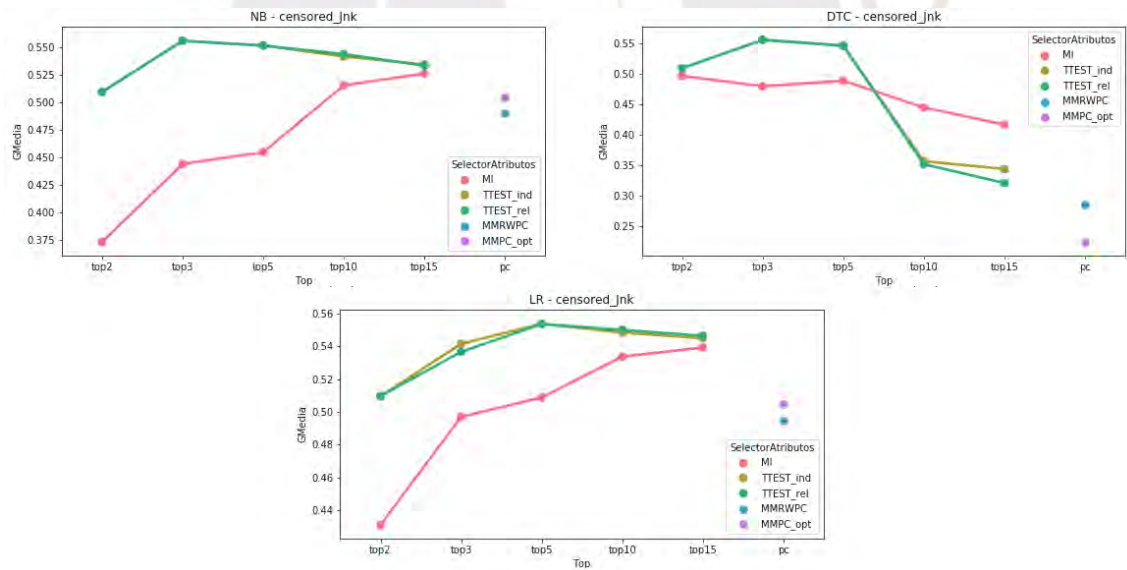 NB - censored_Jnk
GMedia
0.550
0.525
0.500
0.475
0.450
0.425
0.400
0.375
top2
top3
top5
top10
top15
pc
Top
SelectorAtributos
MI
TTEST_ind
TTEST_rel
MMRWPC
MMPC_opt
DTC - censored_Jnk
GMedia
0.55
0.50
0.45
0.40
0.35
0.30
0.25
top2
top3
top5
top10
top15
pc
Top
SelectorAtributos
MI
TTEST_ind
TTEST_rel
MMRWPC
MMPC_opt
LR - censored_Jnk
GMedia
0.56
0.54
0.52
0.50
0.48
0.46
0.44
top2
top3
top5
top10
top15
pc
Top
SelectorAtributos
MI
TTEST_ind
TTEST_rel
MMRWPC
MMPC_opt